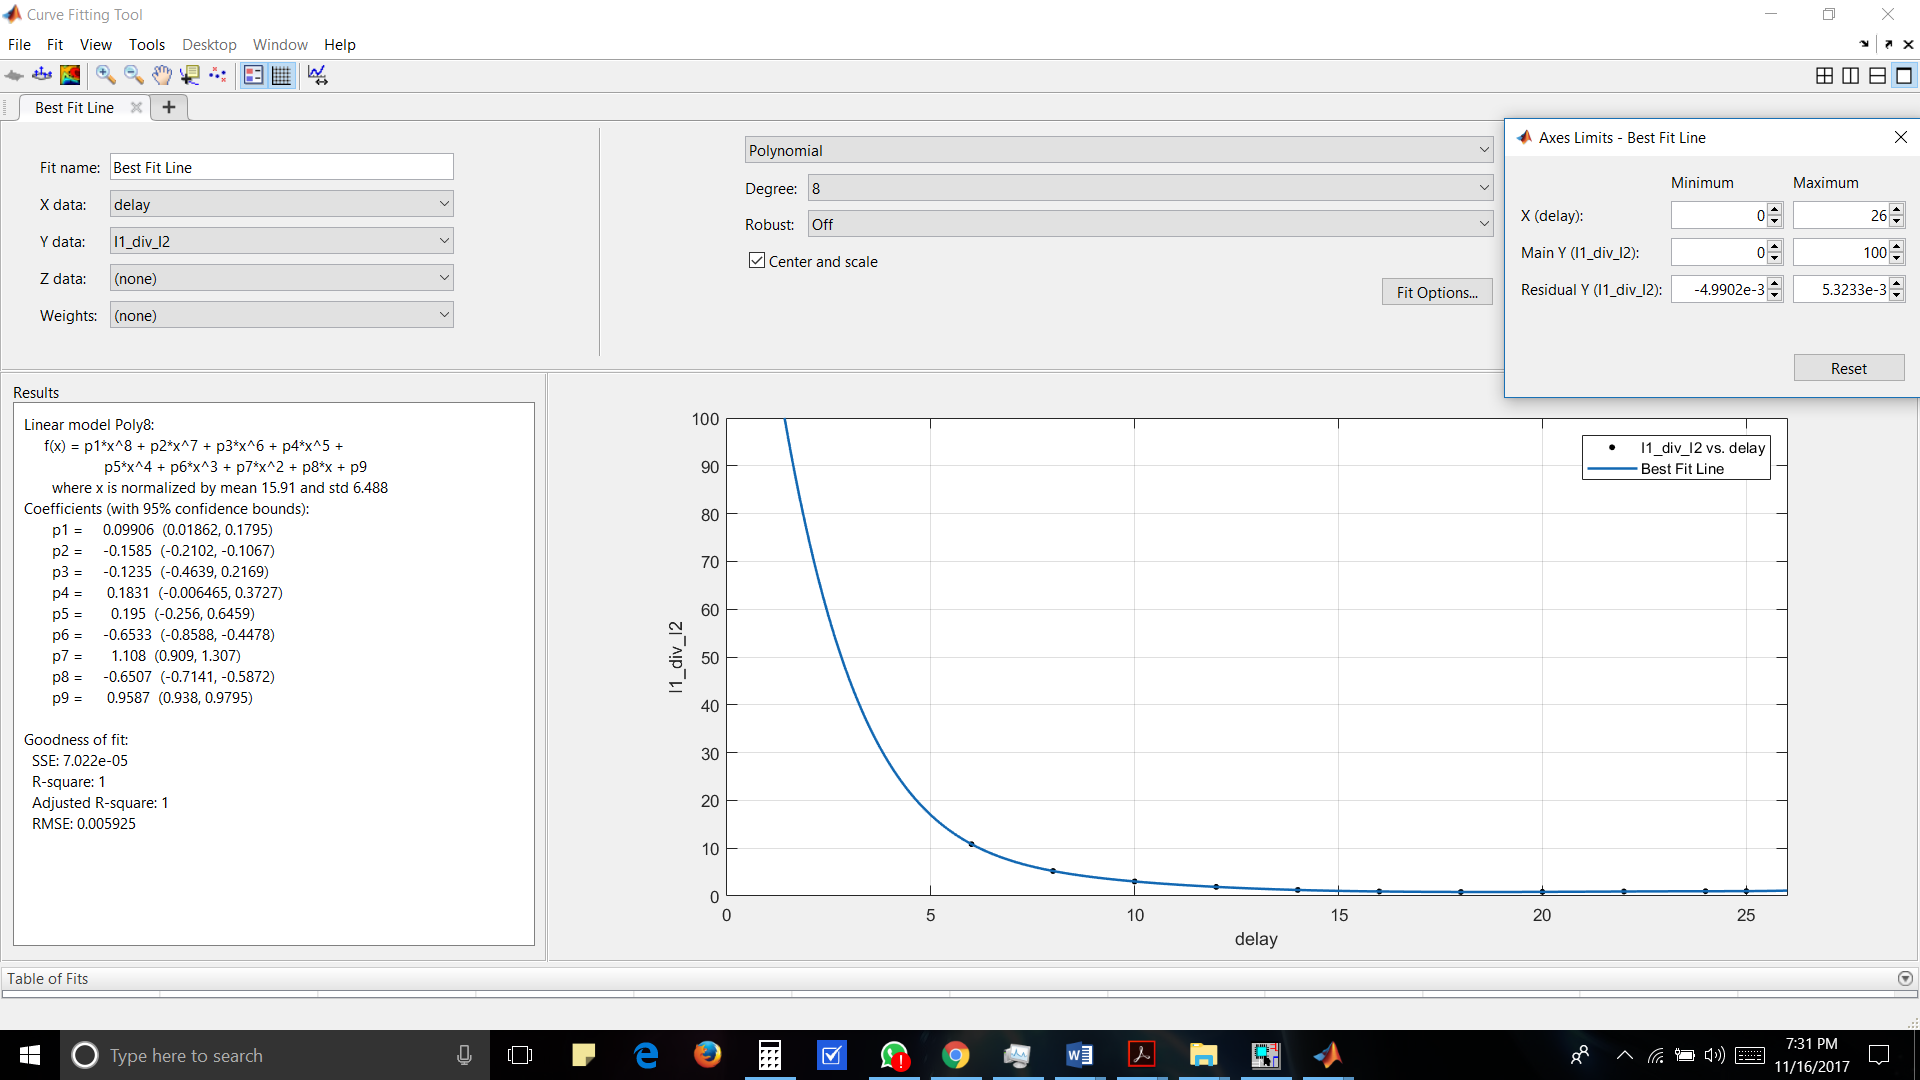 Curve Fitting Tool
File Fit View Tools Desktop Window Help
Best Fit Line
Fit name: Best Fit Line
X data: delay
Y data: I1_div_I2
Z data: (none)
Weights: (none)
Polynomial
Degree: 8
Robust: Off
Center and scale
Fit Options...
Axes Limits - Best Fit Line
Minimum Maximum
X (delay): 0 26
Main Y (I1_div_I2): 0 100
Residual Y (I1_div_I2): -4.9902e-3 5.3233e-3
Reset
Results
Linear model Poly8:
f(x) = p1*x^8 + p2*x^7 + p3*x^6 + p4*x^5 +
p5*x^4 + p6*x^3 + p7*x^2 + p8*x + p9
where x is normalized by mean 15.91 and std 6.488
Coefficients (with 95% confidence bounds):
p1 = 0.09906 (0.01862, 0.1795)
p2 = -0.1585 (-0.2102, -0.1067)
p3 = -0.1235 (-0.4639, 0.2169)
p4 = 0.1831 (-0.006465, 0.3727)
p5 = 0.195 (-0.256, 0.6459)
p6 = -0.6533 (-0.8588, -0.4478)
p7 = 1.108 (0.909, 1.307)
p8 = -0.6507 (-0.7141, -0.5872)
p9 = 0.9587 (0.938, 0.9795)
Goodness of fit:
SSE: 7.022e-05
R-square: 1
Adjusted R-square: 1
RMSE: 0.005925
100
90
80
70
60
50
40
30
20
10
0
I1_div_I2
0 5 10 15 20 25
delay
I1_div_I2 vs. delay
Best Fit Line
Table of Fits
Type here to search
7:31 PM
11/16/2017